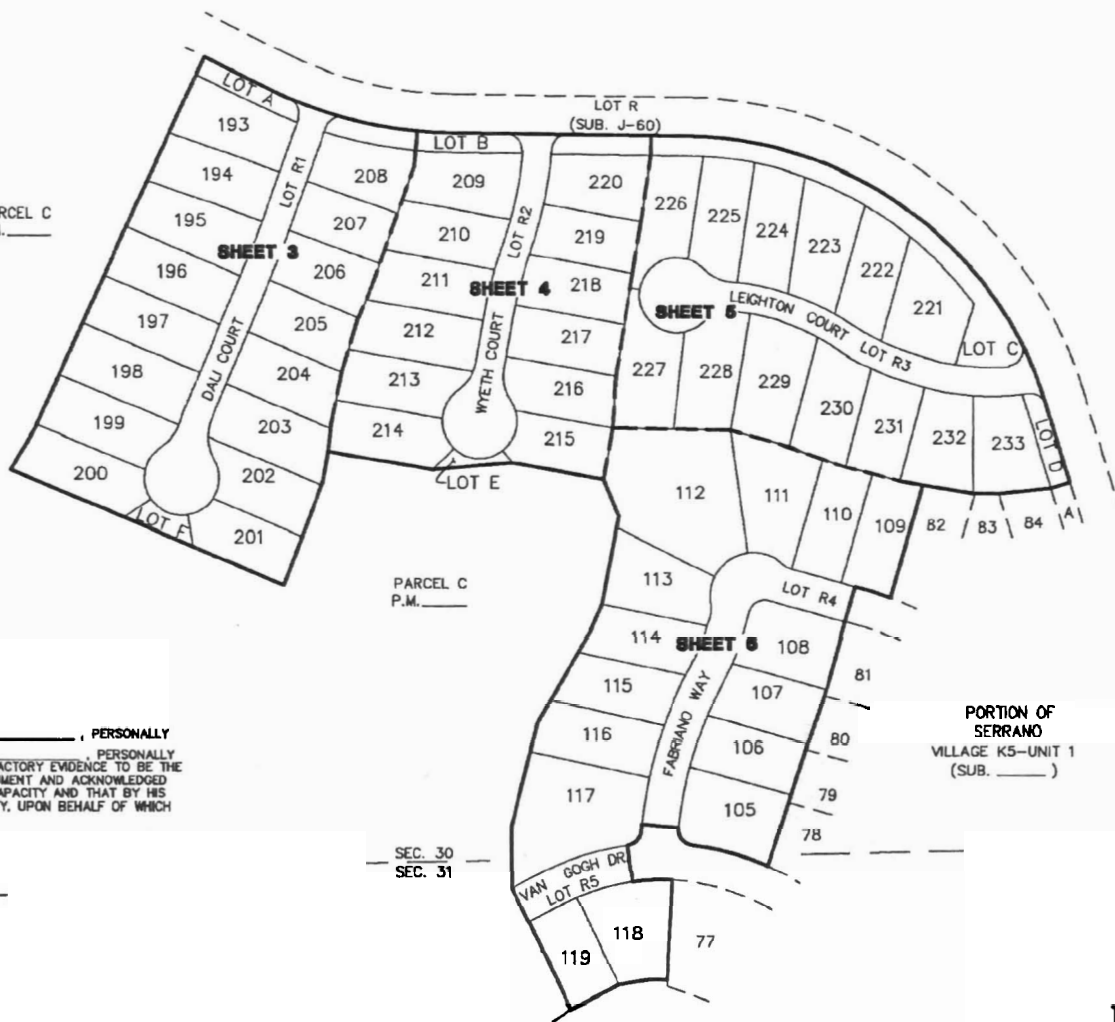 LOT R
(SUB. J-60)
LOT A
193
194
195
196
197
198
199
200
LOT F
201
202
203
204
205
206
207
208
LOT R1
DALI COURT
SHEET 3
RCEL C
LOT B
209
210
211
212
213
214
LOT E
215
216
217
218
219
220
LOT R2
WYETH COURT
SHEET 4
226
225
224
223
222
221
LOT C
LEIGHTON COURT LOT R3
SHEET 5
227
228
229
230
231
232
233
LOT D
82
83
84
A
112
111
110
109
113
LOT R4
114
SHEET 6
108
115
107
116
106
117
105
FABRIANO WAY
81
80
79
78
PARCEL C
P.M.
PORTION OF
SERRANO
VILLAGE K5-UNIT 1
(SUB. )
, PERSONALLY
, PERSONALLY
ACTORY EVIDENCE TO BE THE
MENT AND ACKNOWLEDGED
APACITY AND THAT BY HIS
Y, UPON BEHALF OF WHICH
SEC. 30
SEC. 31
VAN GOGH DR
LOT R5
119
118
77